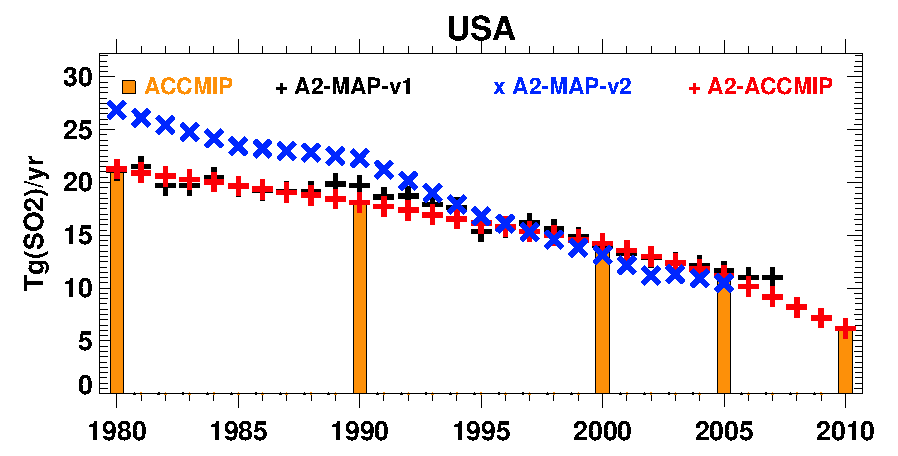 USA
ACCMIP + A2-MAP-v1 x A2-MAP-v2 + A2-ACCMIP
Tg(SO2)/yr
30
25
20
15
10
5
0
1980 1985 1990 1995 2000 2005 2010